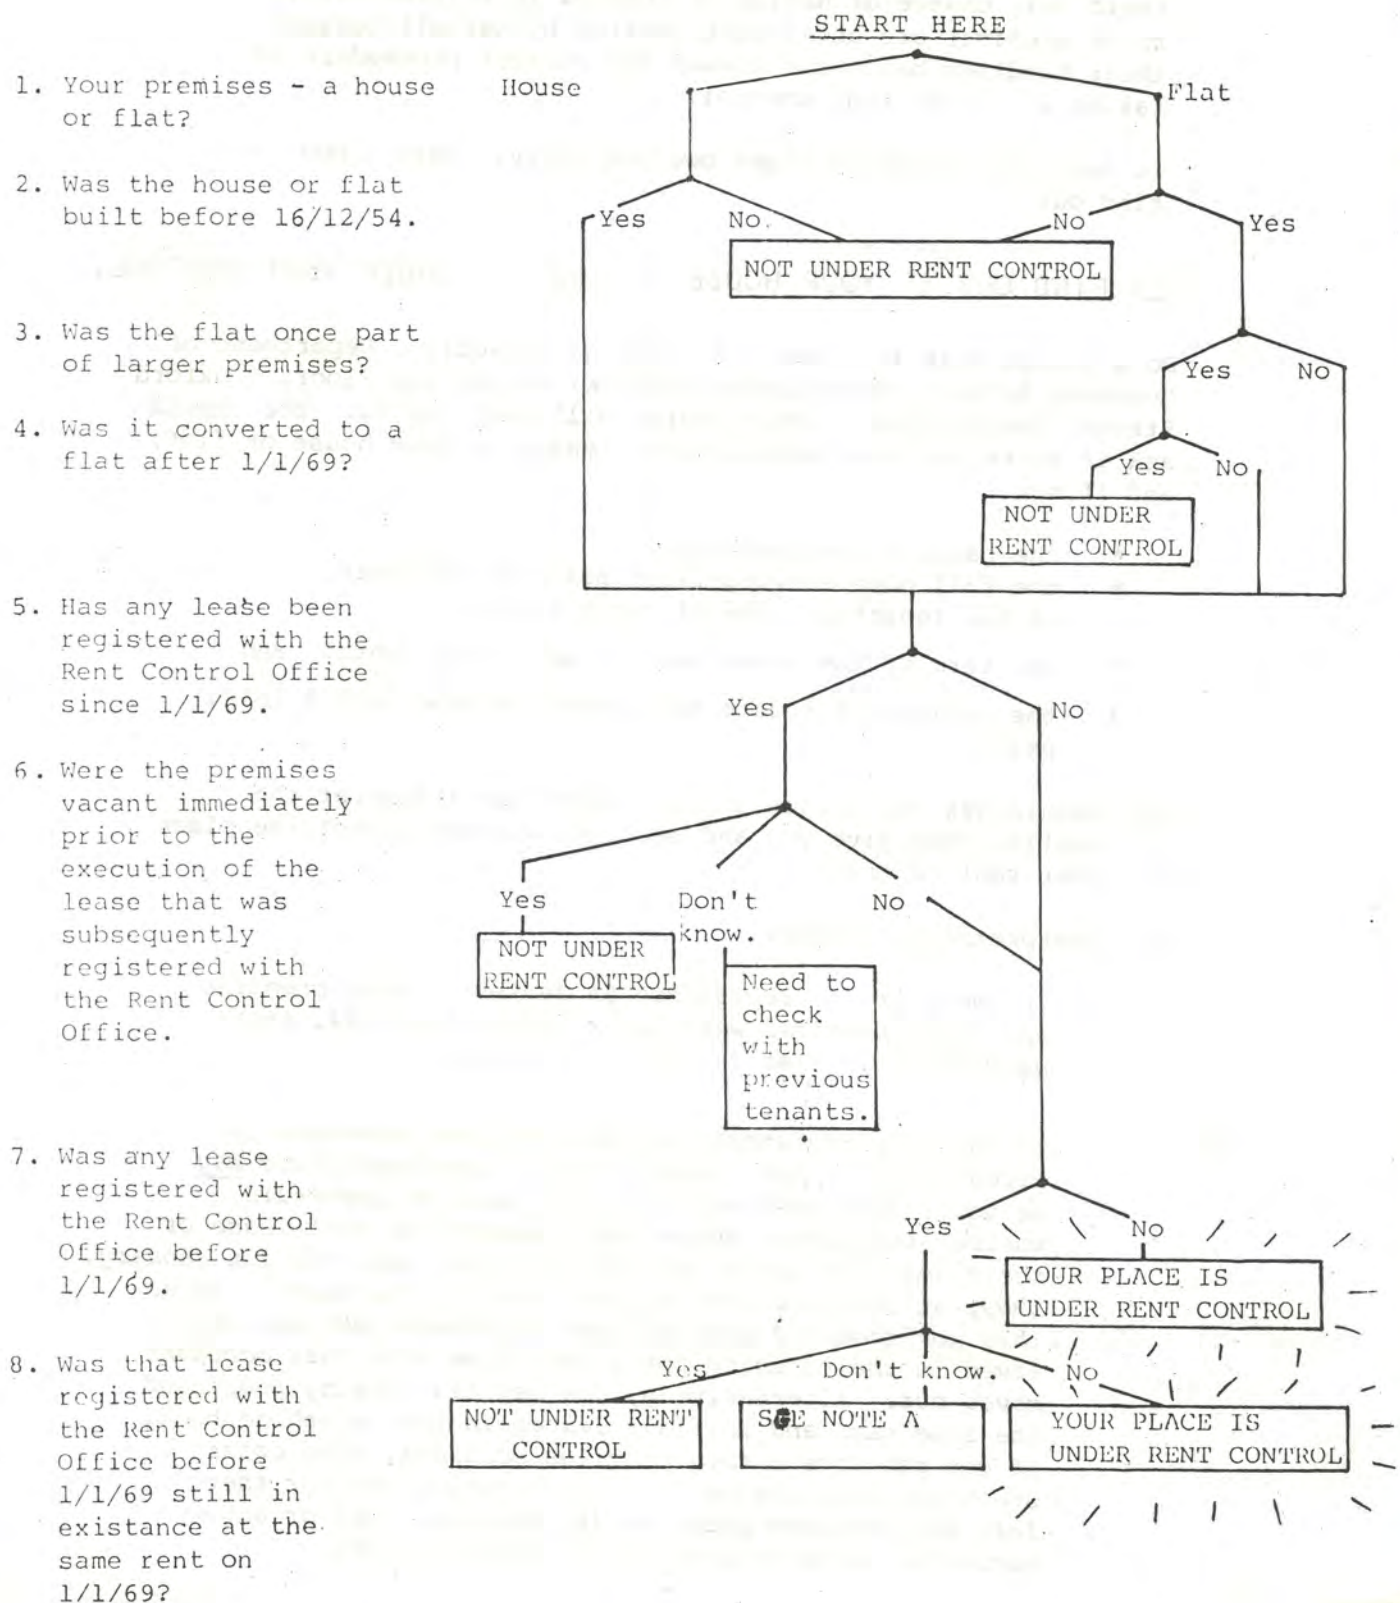 START HERE
1. Your premises - a house
or flat?
House
Flat
2. Was the house or flat
built before 16/12/54.
Yes
No.
No
Yes
NOT UNDER RENT CONTROL
3. Was the flat once part
of larger premises?
Yes
No
4. Was it converted to a
flat after 1/1/69?
Yes
No
NOT UNDER
RENT CONTROL
5. Has any lease been
registered with the
Rent Control Office
since 1/1/69.
Yes
No
6. Were the premises
vacant immediately
prior to the
execution of the
lease that was
subsequently
registered with
the Rent Control
Office.
Yes
Don't
know.
No
NOT UNDER
RENT CONTROL
Need to
check
with
previous
tenants.
7. Was any lease
registered with
the Rent Control
Office before
1/1/69.
Yes
No
YOUR PLACE IS
UNDER RENT CONTROL
8. Was that lease
registered with
the Rent Control
Office before
1/1/69 still in
existance at the
same rent on
1/1/69?
Yes
Don't know.
No
NOT UNDER RENT
CONTROL
SEE NOTE A
YOUR PLACE IS
UNDER RENT CONTROL